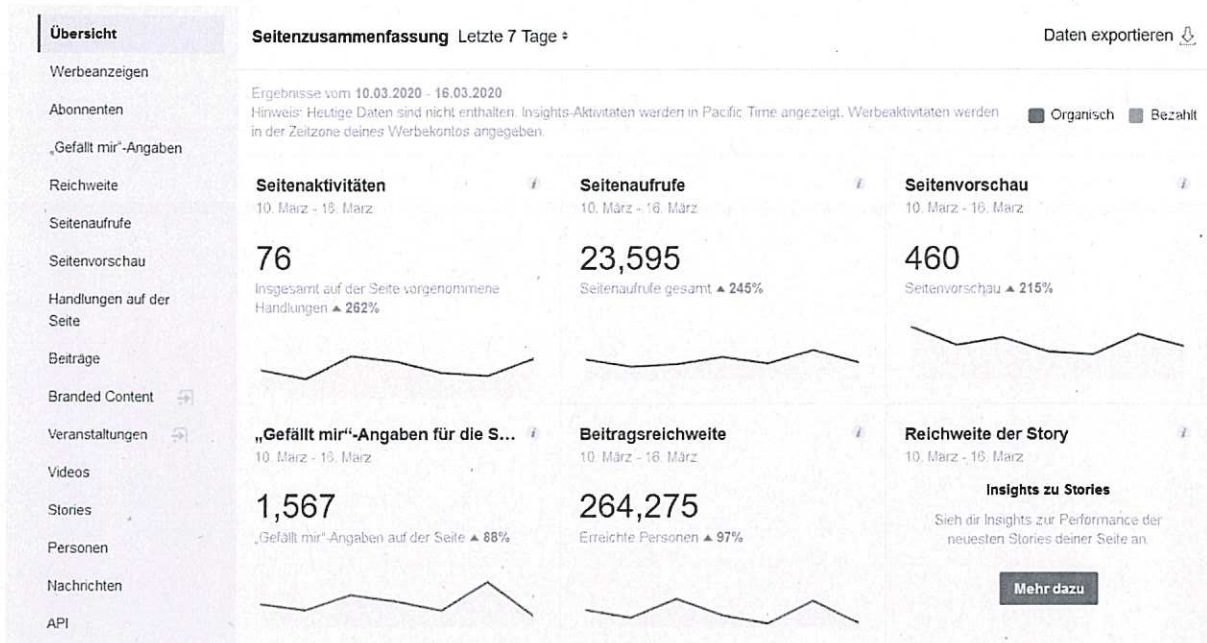 Übersicht
Werbeanzeigen
Abonnenten
„Gefällt mir“-Angaben
Reichweite
Seitenaufrufe
Seitenvorschau
Handlungen auf der
Seite
Beiträge
Branded Content
Veranstaltungen
Videos
Stories
Personen
Nachrichten
API
Seitenzusammenfassung Letzte 7 Tage
Daten exportieren
Ergebnisse vom 10.03.2020 - 16.03.2020
Hinweis: Heutige Daten sind nicht enthalten. Insights-Aktivitäten werden in Pacific Time angezeigt. Werbeaktivitäten werden
in der Zeitzone deines Werbekontos angegeben.
Organisch Bezahlt
Seitenaktivitäten i
10. März - 16. März
76
Insgesamt auf der Seite vorgenommene
Handlungen ▲ 262%
Seitenaufrufe i
10. März - 16. März
23,595
Seitenaufrufe gesamt ▲ 245%
Seitenvorschau i
10. März - 16. März
460
Seitenvorschau ▲ 215%
„Gefällt mir“-Angaben für die S... i
10. März - 16. März
1,567
„Gefällt mir“-Angaben auf der Seite ▲ 88%
Beitragsreichweite i
10. März - 16. März
264,275
Erreichte Personen ▲ 97%
Reichweite der Story i
10. März - 16. März
Insights zu Stories
Sieh dir Insights zur Performance der
neuesten Stories deiner Seite an.
Mehr dazu